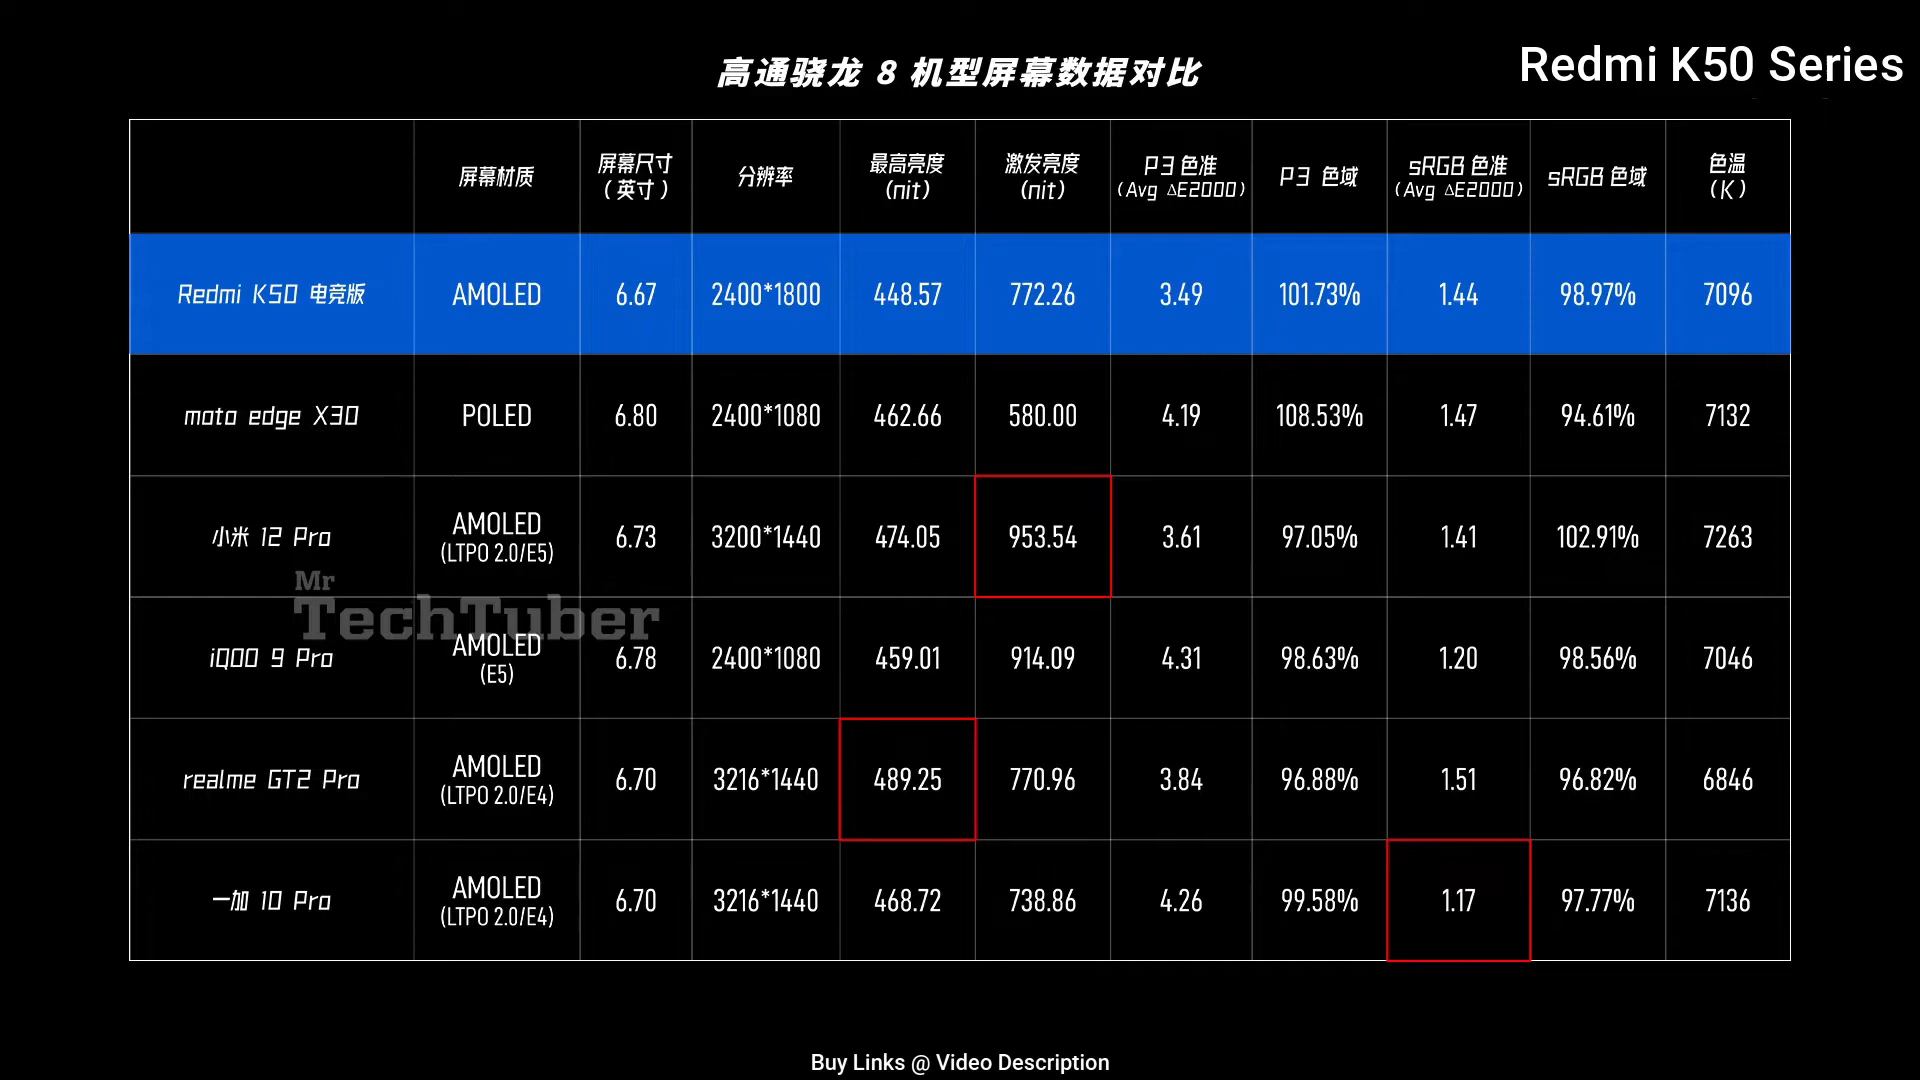 高通骁龙 8 机型屏幕数据对比
Redmi K50 Series
屏幕材质
屏幕尺寸
(英寸)
分辨率
最高亮度
(nit)
激发亮度
(nit)
P3 色准
(Avg ΔE2000)
P3 色域
sRGB 色准
(Avg ΔE2000)
sRGB 色域
色温
(K)
Redmi K50 电竞版 AMOLED 6.67 2400*1800 448.57 772.26 3.49 101.73% 1.44 98.97% 7096
moto edge X30 POLED 6.80 2400*1080 462.66 580.00 4.19 108.53% 1.47 94.61% 7132
小米 12 Pro AMOLED 6.73 3200*1440 474.05 953.54 3.61 97.05% 1.41 102.91% 7263
(LTPO 2.0/E5)
Mr
TechTuber
iQOO 9 Pro AMOLED 6.78 2400*1080 459.01 914.09 4.31 98.63% 1.20 98.56% 7046
(E5)
realme GT2 Pro AMOLED 6.70 3216*1440 489.25 770.96 3.84 96.88% 1.51 96.82% 6846
(LTPO 2.0/E4)
一加 10 Pro AMOLED 6.70 3216*1440 468.72 738.86 4.26 99.58% 1.17 97.77% 7136
(LTPO 2.0/E4)
Buy Links @ Video Description